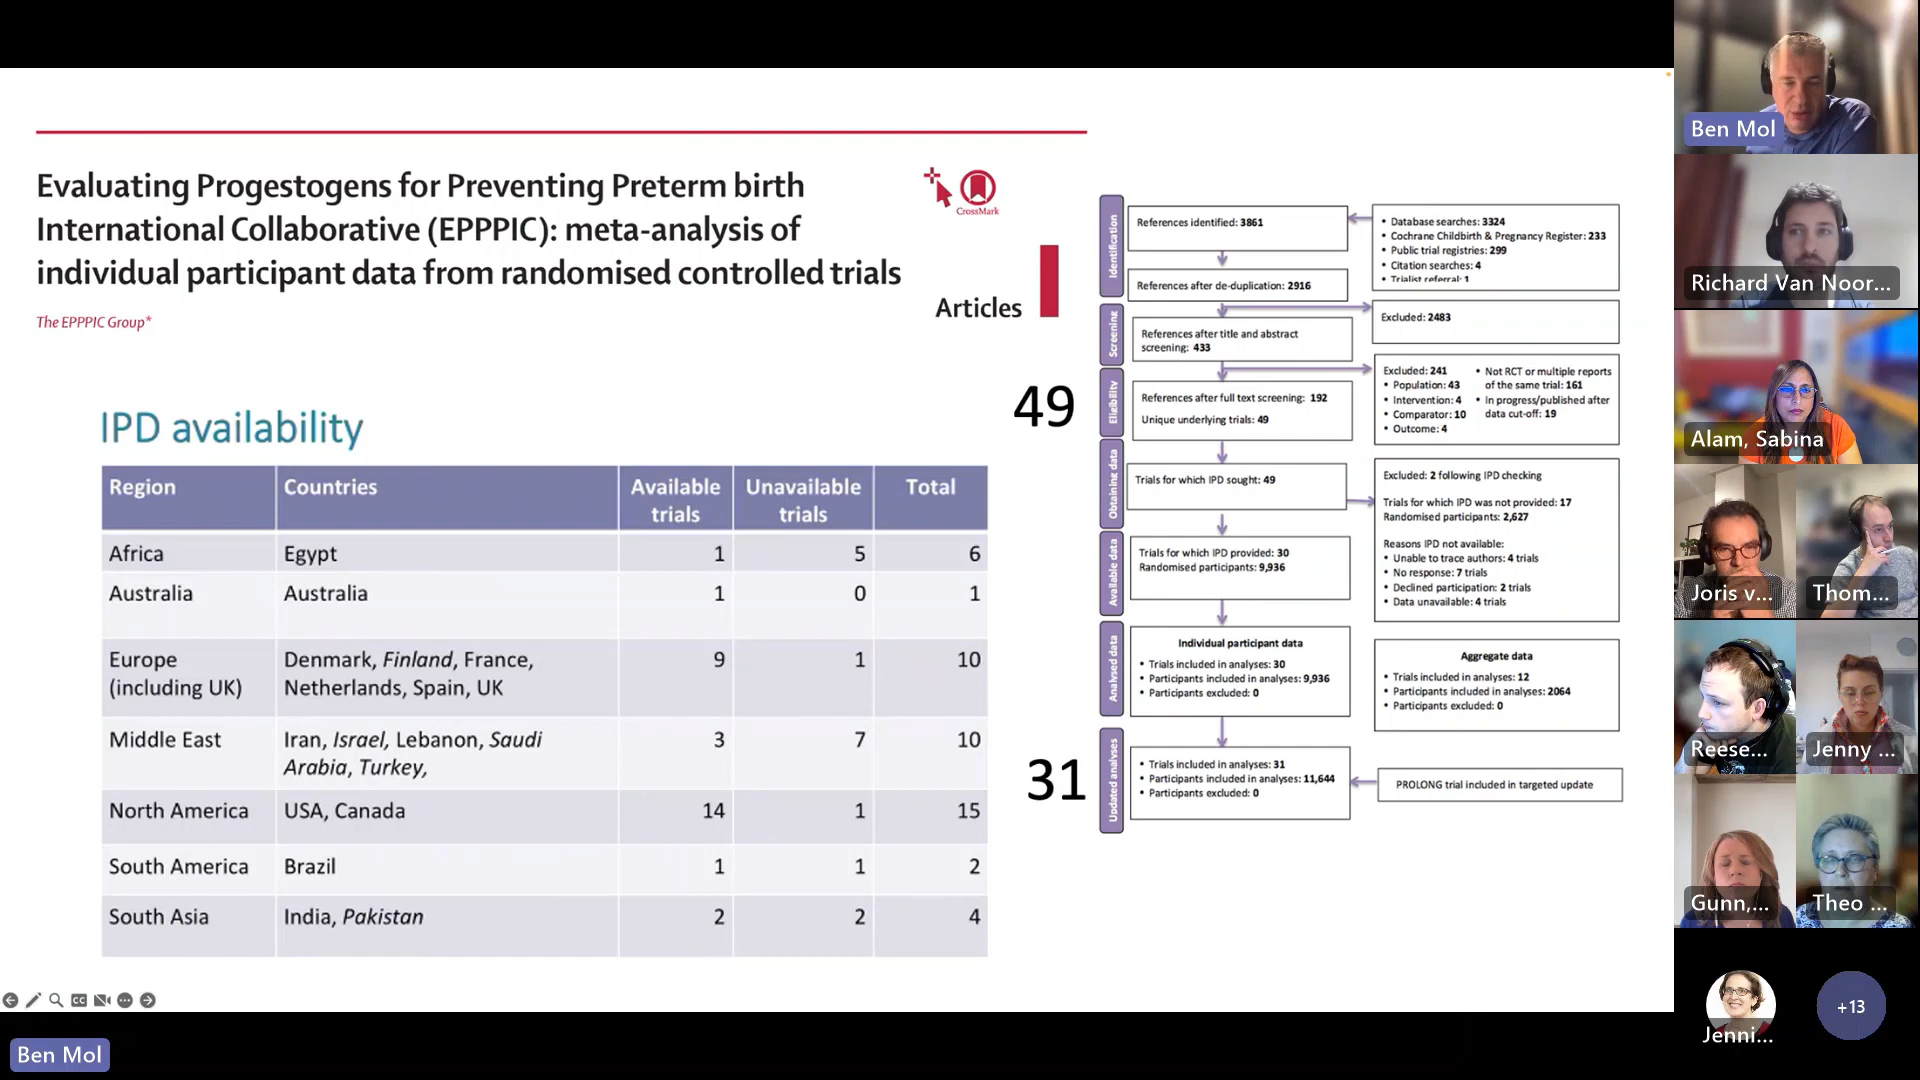 Evaluating Progestogens for Preventing Preterm birth
International Collaborative (EPPPIC): meta-analysis of
individual participant data from randomised controlled trials
The EPPPIC Group*
CrossMark
Articles
IPD availability
Region Countries Available trials Unavailable trials Total
Africa Egypt 1 5 6
Australia Australia 1 0 1
Europe (including UK) Denmark, Finland, France, Netherlands, Spain, UK 9 1 10
Middle East Iran, Israel, Lebanon, Saudi Arabia, Turkey, 3 7 10
North America USA, Canada 14 1 15
South America Brazil 1 1 2
South Asia India, Pakistan 2 2 4
49
31
Identification
References identified: 3861
• Database searches: 3324
• Cochrane Childbirth & Pregnancy Register: 233
• Public trial registries: 299
• Citation searches: 4
• Trialist referral: 1
References after de-duplication: 2916
Screening
Excluded: 2483
References after title and abstract
screening: 433
Eligibility
Excluded: 241
• Population: 43
• Intervention: 4
• Comparator: 10
• Outcome: 4
• Not RCT or multiple reports
of the same trial: 161
• In progress/published after
data cut-off: 19
References after full text screening: 192
Unique underlying trials: 49
Obtaining data
Trials for which IPD sought: 49
Excluded: 2 following IPD checking
Trials for which IPD was not provided: 17
Randomised participants: 2,627
Reasons IPD not available:
• Unable to trace authors: 4 trials
• No response: 7 trials
• Declined participation: 2 trials
• Data unavailable: 4 trials
Available data
Trials for which IPD provided: 30
Randomised participants: 9,936
Analysed data
Individual participant data
• Trials included in analyses: 30
• Participants included in analyses: 9,936
• Participants excluded: 0
Aggregate data
• Trials included in analyses: 12
• Participants included in analyses: 2064
• Participants excluded: 0
Updated analyses
• Trials included in analyses: 31
• Participants included in analyses: 11,644
• Participants excluded: 0
PROLONG trial included in targeted update
Ben Mol
Richard Van Noor...
Alam, Sabina
Joris v...
Thom...
Reese...
Jenny ...
Gunn,...
Theo ...
Jenni...
+13
CC
Ben Mol